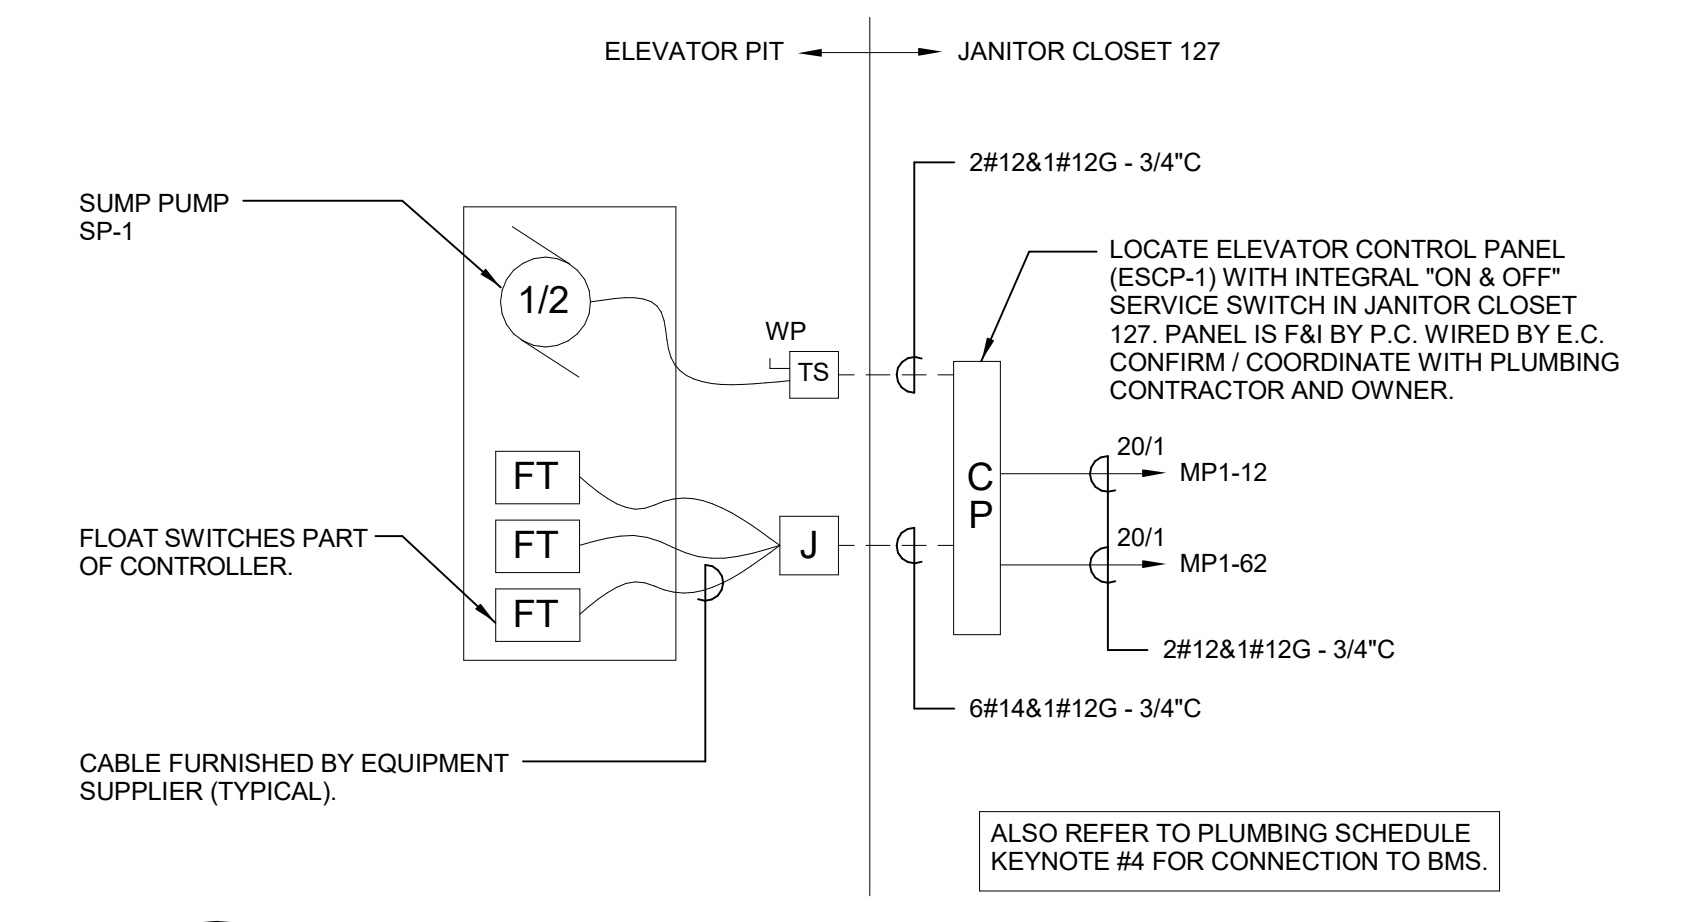 ELEVATOR PIT
JANITOR CLOSET 127
2#12&1#12G - 3/4"C
SUMP PUMP
SP-1
1/2
WP
TS
LOCATE ELEVATOR CONTROL PANEL
(ESCP-1) WITH INTEGRAL "ON & OFF"
SERVICE SWITCH IN JANITOR CLOSET
127. PANEL IS F&I BY P.C. WIRED BY E.C.
CONFIRM / COORDINATE WITH PLUMBING
CONTRACTOR AND OWNER.
20/1
MP1-12
C
P
20/1
MP1-62
FT
FT
FT
J
FLOAT SWITCHES PART
OF CONTROLLER.
2#12&1#12G - 3/4"C
6#14&1#12G - 3/4"C
CABLE FURNISHED BY EQUIPMENT
SUPPLIER (TYPICAL).
ALSO REFER TO PLUMBING SCHEDULE
KEYNOTE #4 FOR CONNECTION TO BMS.